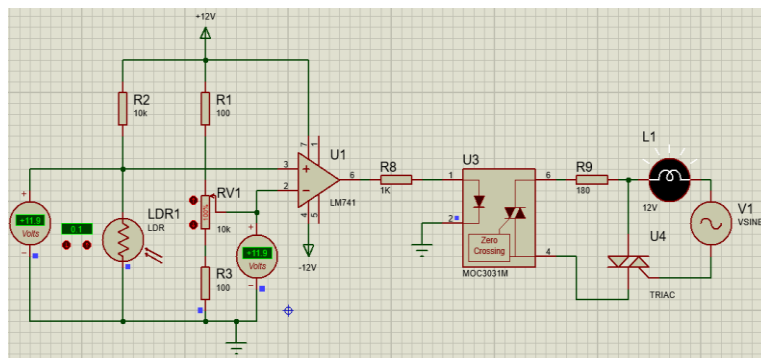 +12V
R2
10k
R1
100
U1
7
1
3
2
6
4
5
LM741
-12V
R8
1K
U3
1
2
6
4
Zero
Crossing
MOC3031M
R9
180
L1
12V
V1
VSINE
U4
TRIAC
+11.9
Volts
0.1
LDR1
LDR
RV1
100%
10k
+11.9
Volts
R3
100